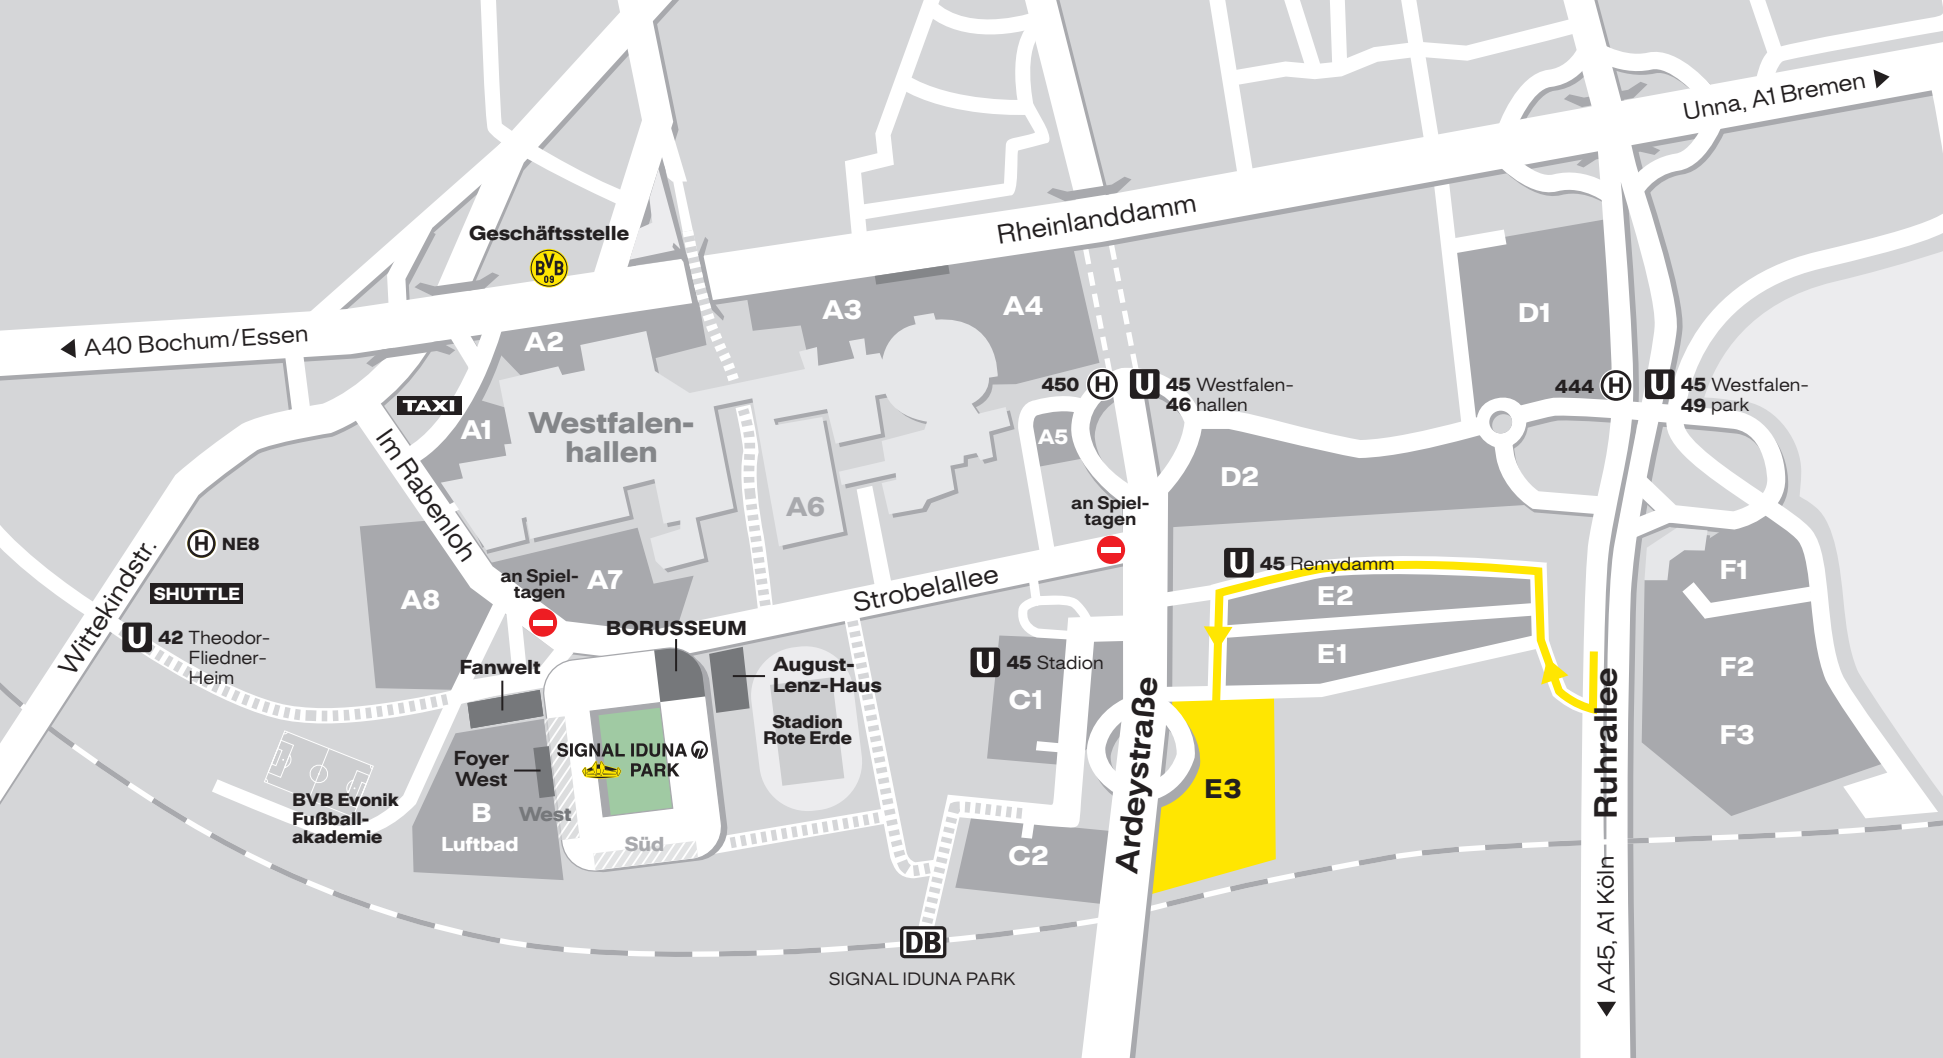 Unna, A1 Bremen
Rheinlanddamm
Geschäftsstelle
BVB
09
A40 Bochum/Essen
A2
A3
A4
D1
TAXI
A1
Westfalen-
hallen
450 H U 45 Westfalen-
46 hallen
444 H U 45 Westfalen-
49 park
A5
Im Rabenloh
A6
D2
an Spiel-
tagen
H NE8
SHUTTLE
Wittekindstr.
U 42 Theodor-
Fliedner-
Heim
A8
an Spiel-
tagen
A7
Strobelallee
U 45 Remydamm
E2
E1
F1
F2
F3
BORUSSEUM
Fanwelt
August-
Lenz-Haus
Stadion
Rote Erde
U 45 Stadion
C1
Foyer
West
SIGNAL IDUNA
PARK
BVB Evonik
Fußball-
akademie
B
Luftbad
West
Süd
Ardeystraße
E3
Ruhrallee
C2
A45, A1 Köln
DB
SIGNAL IDUNA PARK